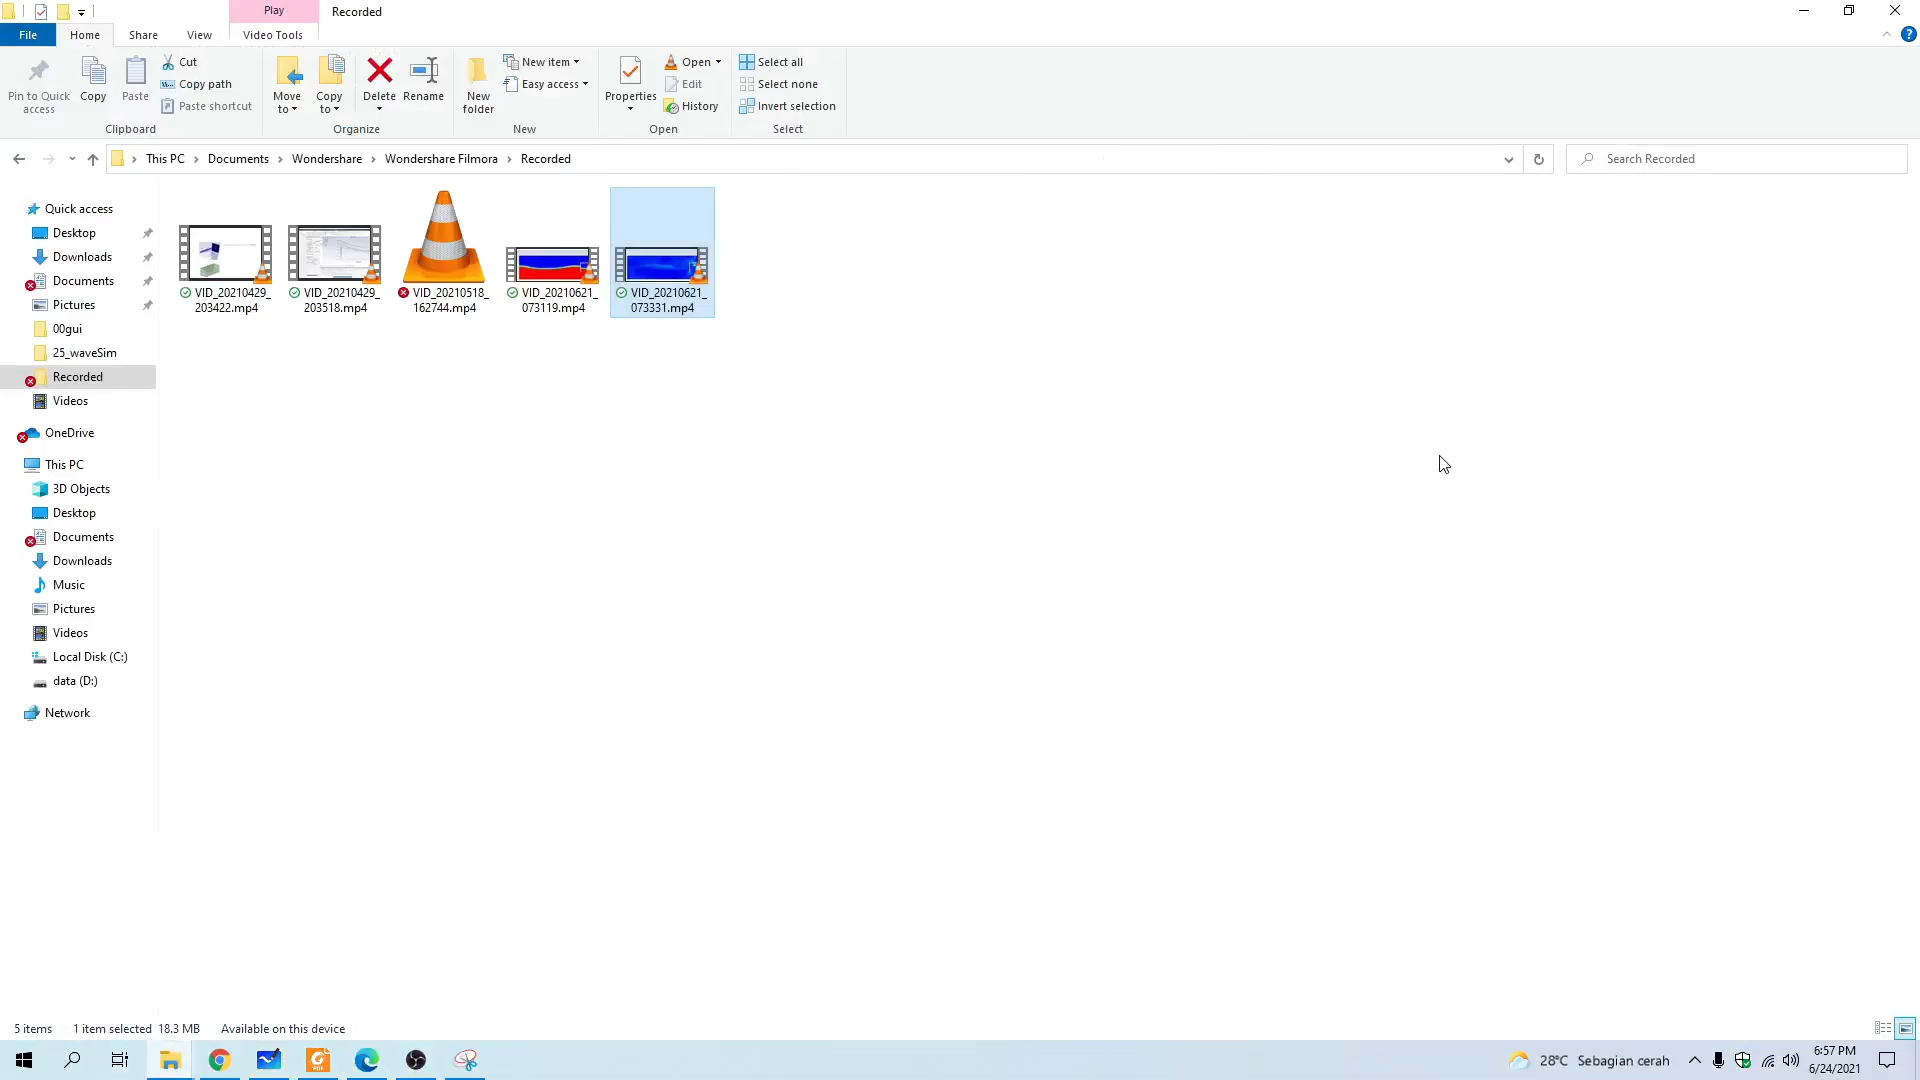 Play
Recorded
File
Home
Share
View
Video Tools
Pin to Quick access
Copy
Paste
Cut
Copy path
Paste shortcut
Clipboard
Move to
Copy to
Delete
Rename
Organize
New folder
New item
Easy access
New
Properties
Open
Edit
History
Open
Select all
Select none
Invert selection
Select
This PC
Documents
Wondershare
Wondershare Filmora
Recorded
Search Recorded
Quick access
Desktop
Downloads
Documents
Pictures
00gui
25_waveSim
Recorded
Videos
OneDrive
This PC
3D Objects
Desktop
Documents
Downloads
Music
Pictures
Videos
Local Disk (C:)
data (D:)
Network
VID_20210429_
203422.mp4
VID_20210429_
203518.mp4
VID_20210518_
162744.mp4
VID_20210621_
073119.mp4
VID_20210621_
073331.mp4
5 items
1 item selected 18.3 MB
Available on this device
28°C Sebagian cerah
6:57 PM
6/24/2021